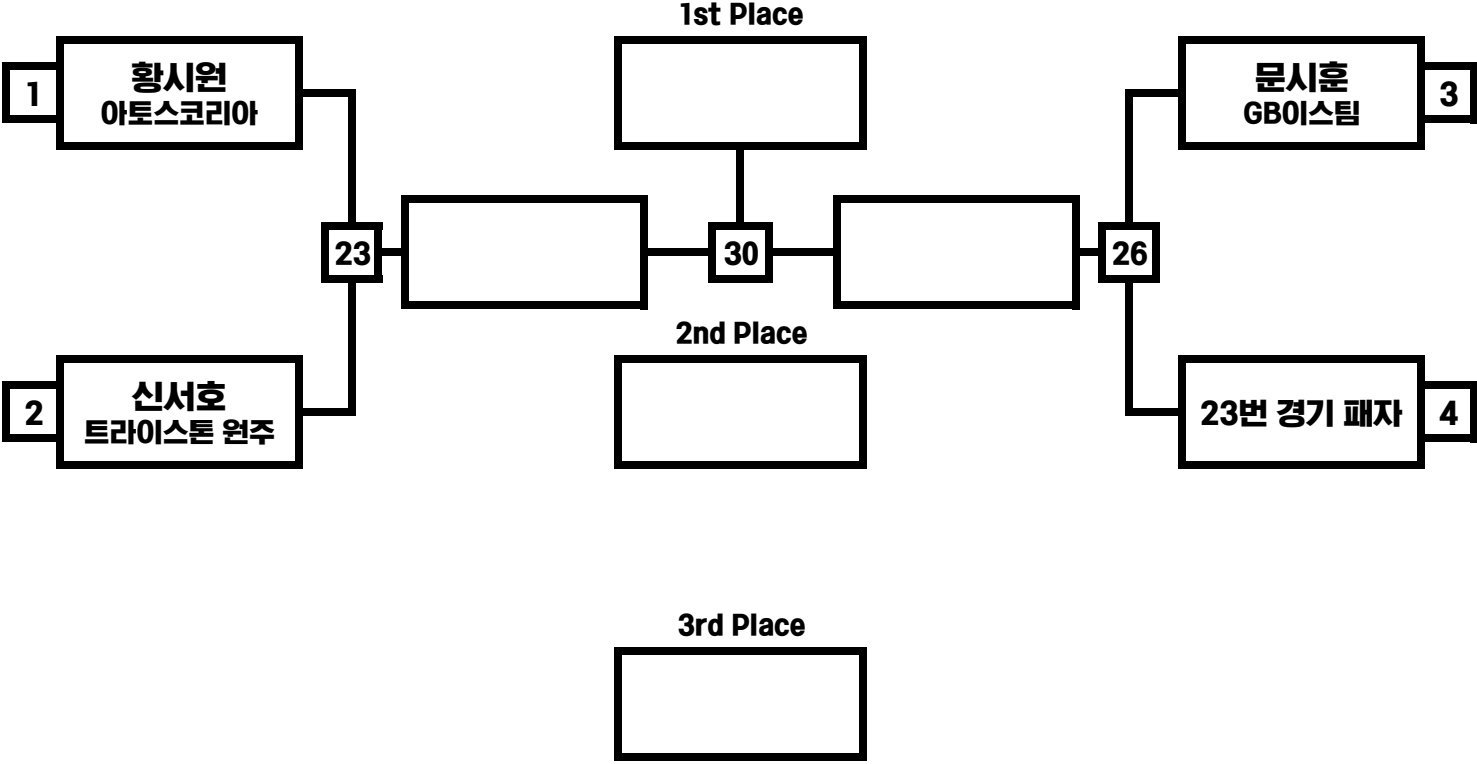 1st Place
1
황시원
아토스코리아
문시훈
GB이스팀
3
23
30
26
2nd Place
2
신서호
트라이스톤 원주
23번 경기 패자
4
3rd Place